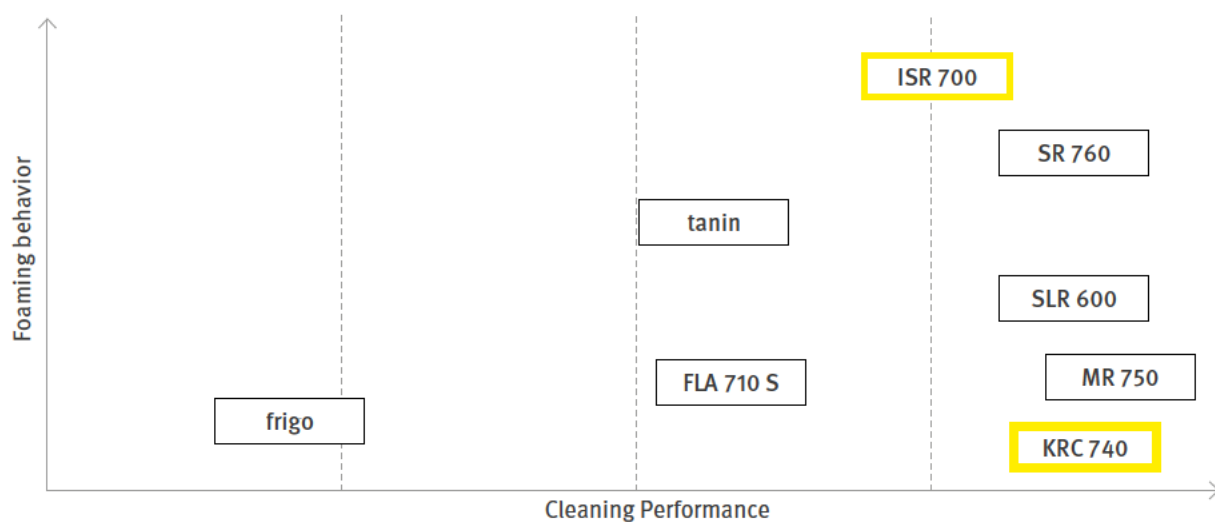 Foaming behavior
ISR 700
SR 760
tanin
SLR 600
FLA 710 S
MR 750
frigo
KRC 740
Cleaning Performance